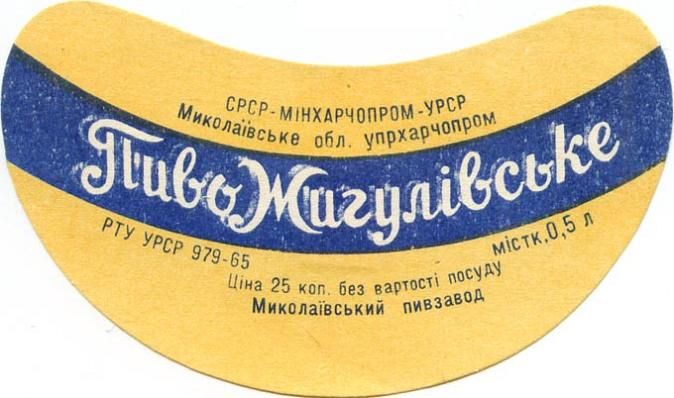 СРСР-МІНХАРЧОПРОМ-УРСР
Миколаївське обл. упрхарчопром
Пиво Жигулівське
РТУ УРСР 979-65
містк,0,5 л
Ціна 25 коп. без вартості посуду
Миколаївський пивзавод